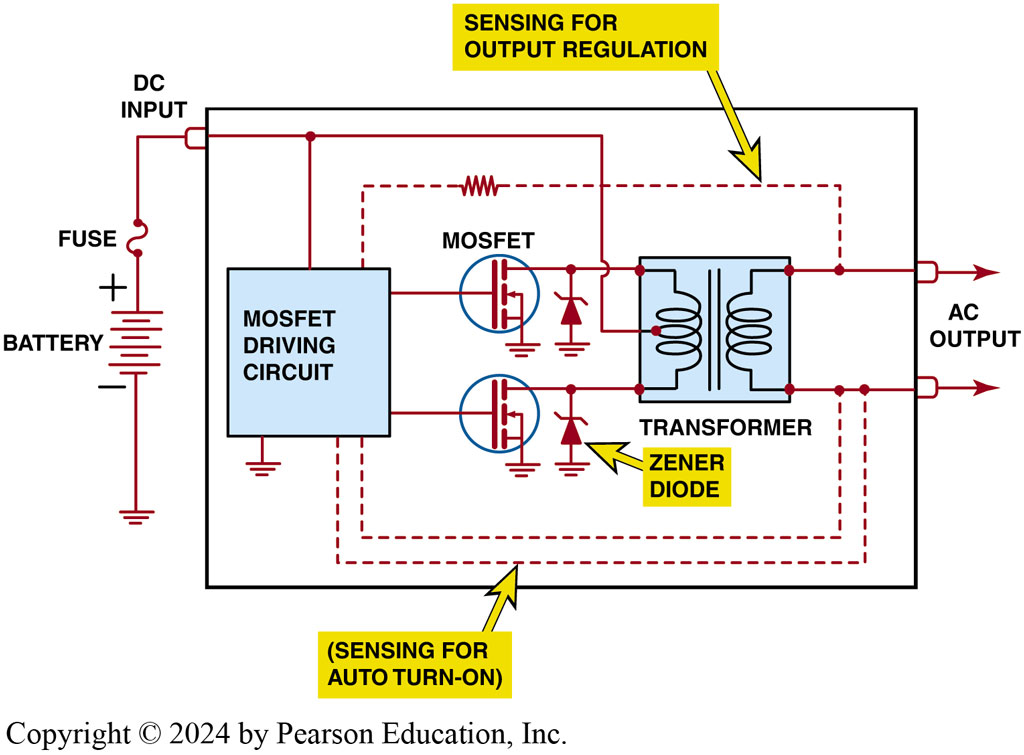 SENSING FOR
OUTPUT REGULATION
DC
INPUT
FUSE
MOSFET
+
BATTERY
−
MOSFET
DRIVING
CIRCUIT
AC
OUTPUT
TRANSFORMER
ZENER
DIODE
(SENSING FOR
AUTO TURN-ON)
Copyright © 2024 by Pearson Education, Inc.